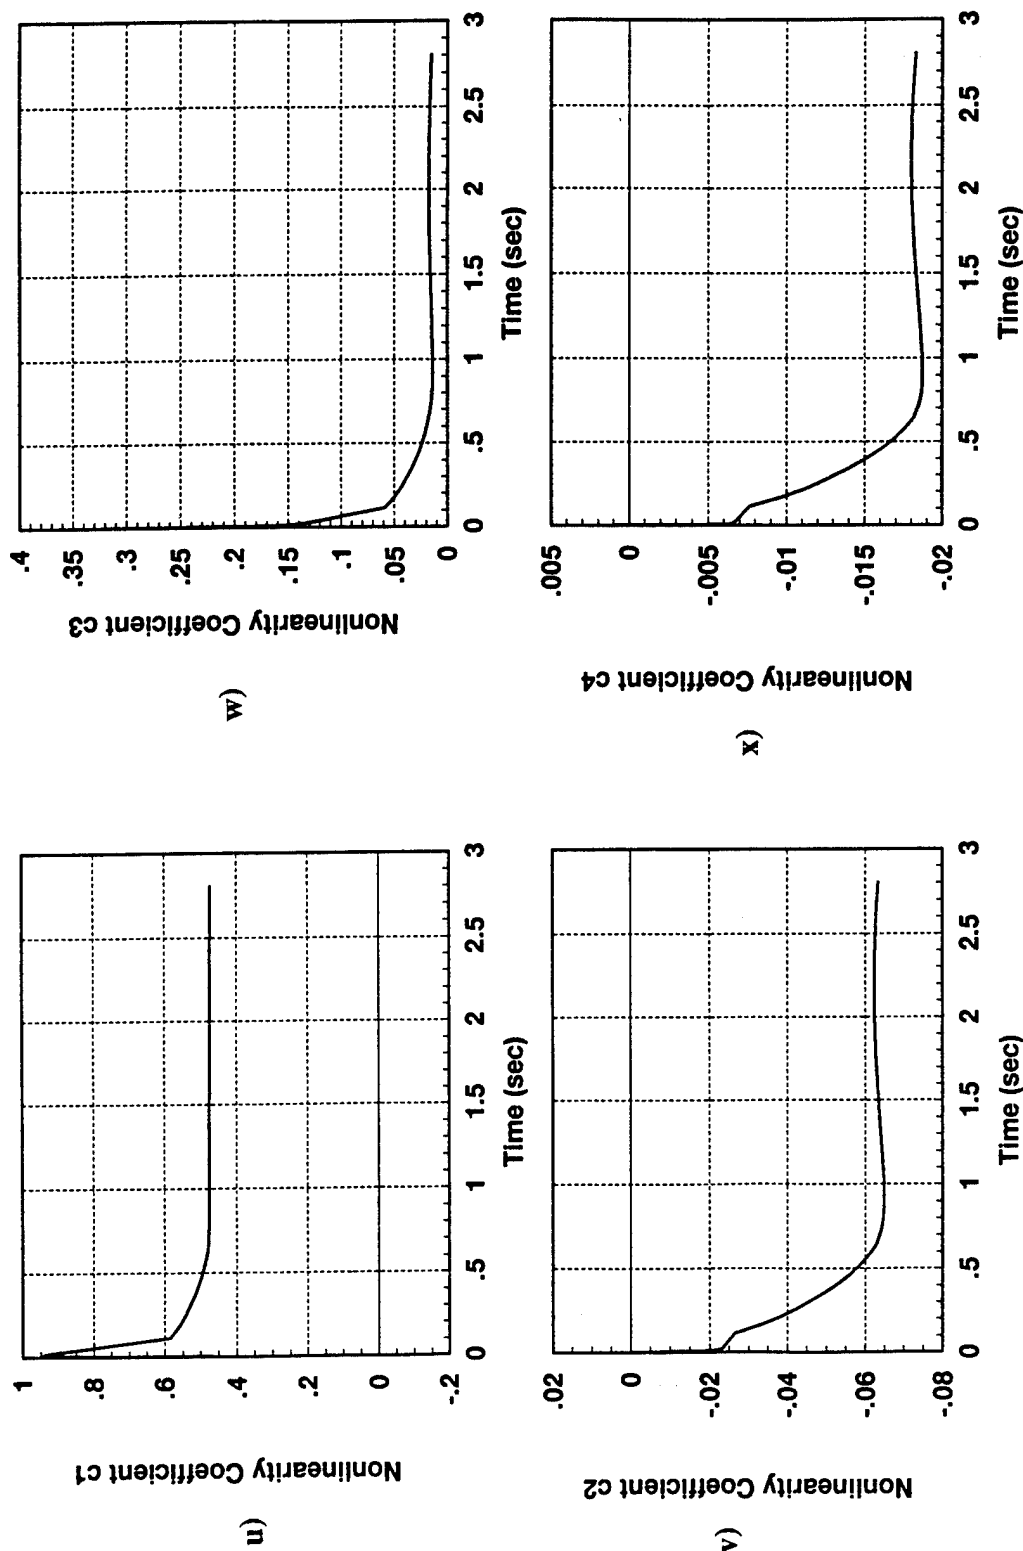 u)
Nonlinearity Coefficient c1
1
.8
.6
.4
.2
0
-.2
0 .5 1 1.5 2 2.5 3
Time (sec)
w)
Nonlinearity Coefficient c3
.4
.35
.3
.25
.2
.15
.1
.05
0
0 .5 1 1.5 2 2.5 3
Time (sec)
v)
Nonlinearity Coefficient c2
.02
0
-.02
-.04
-.06
-.08
0 .5 1 1.5 2 2.5 3
Time (sec)
x)
Nonlinearity Coefficient c4
.005
0
-.005
-.01
-.015
-.02
0 .5 1 1.5 2 2.5 3
Time (sec)